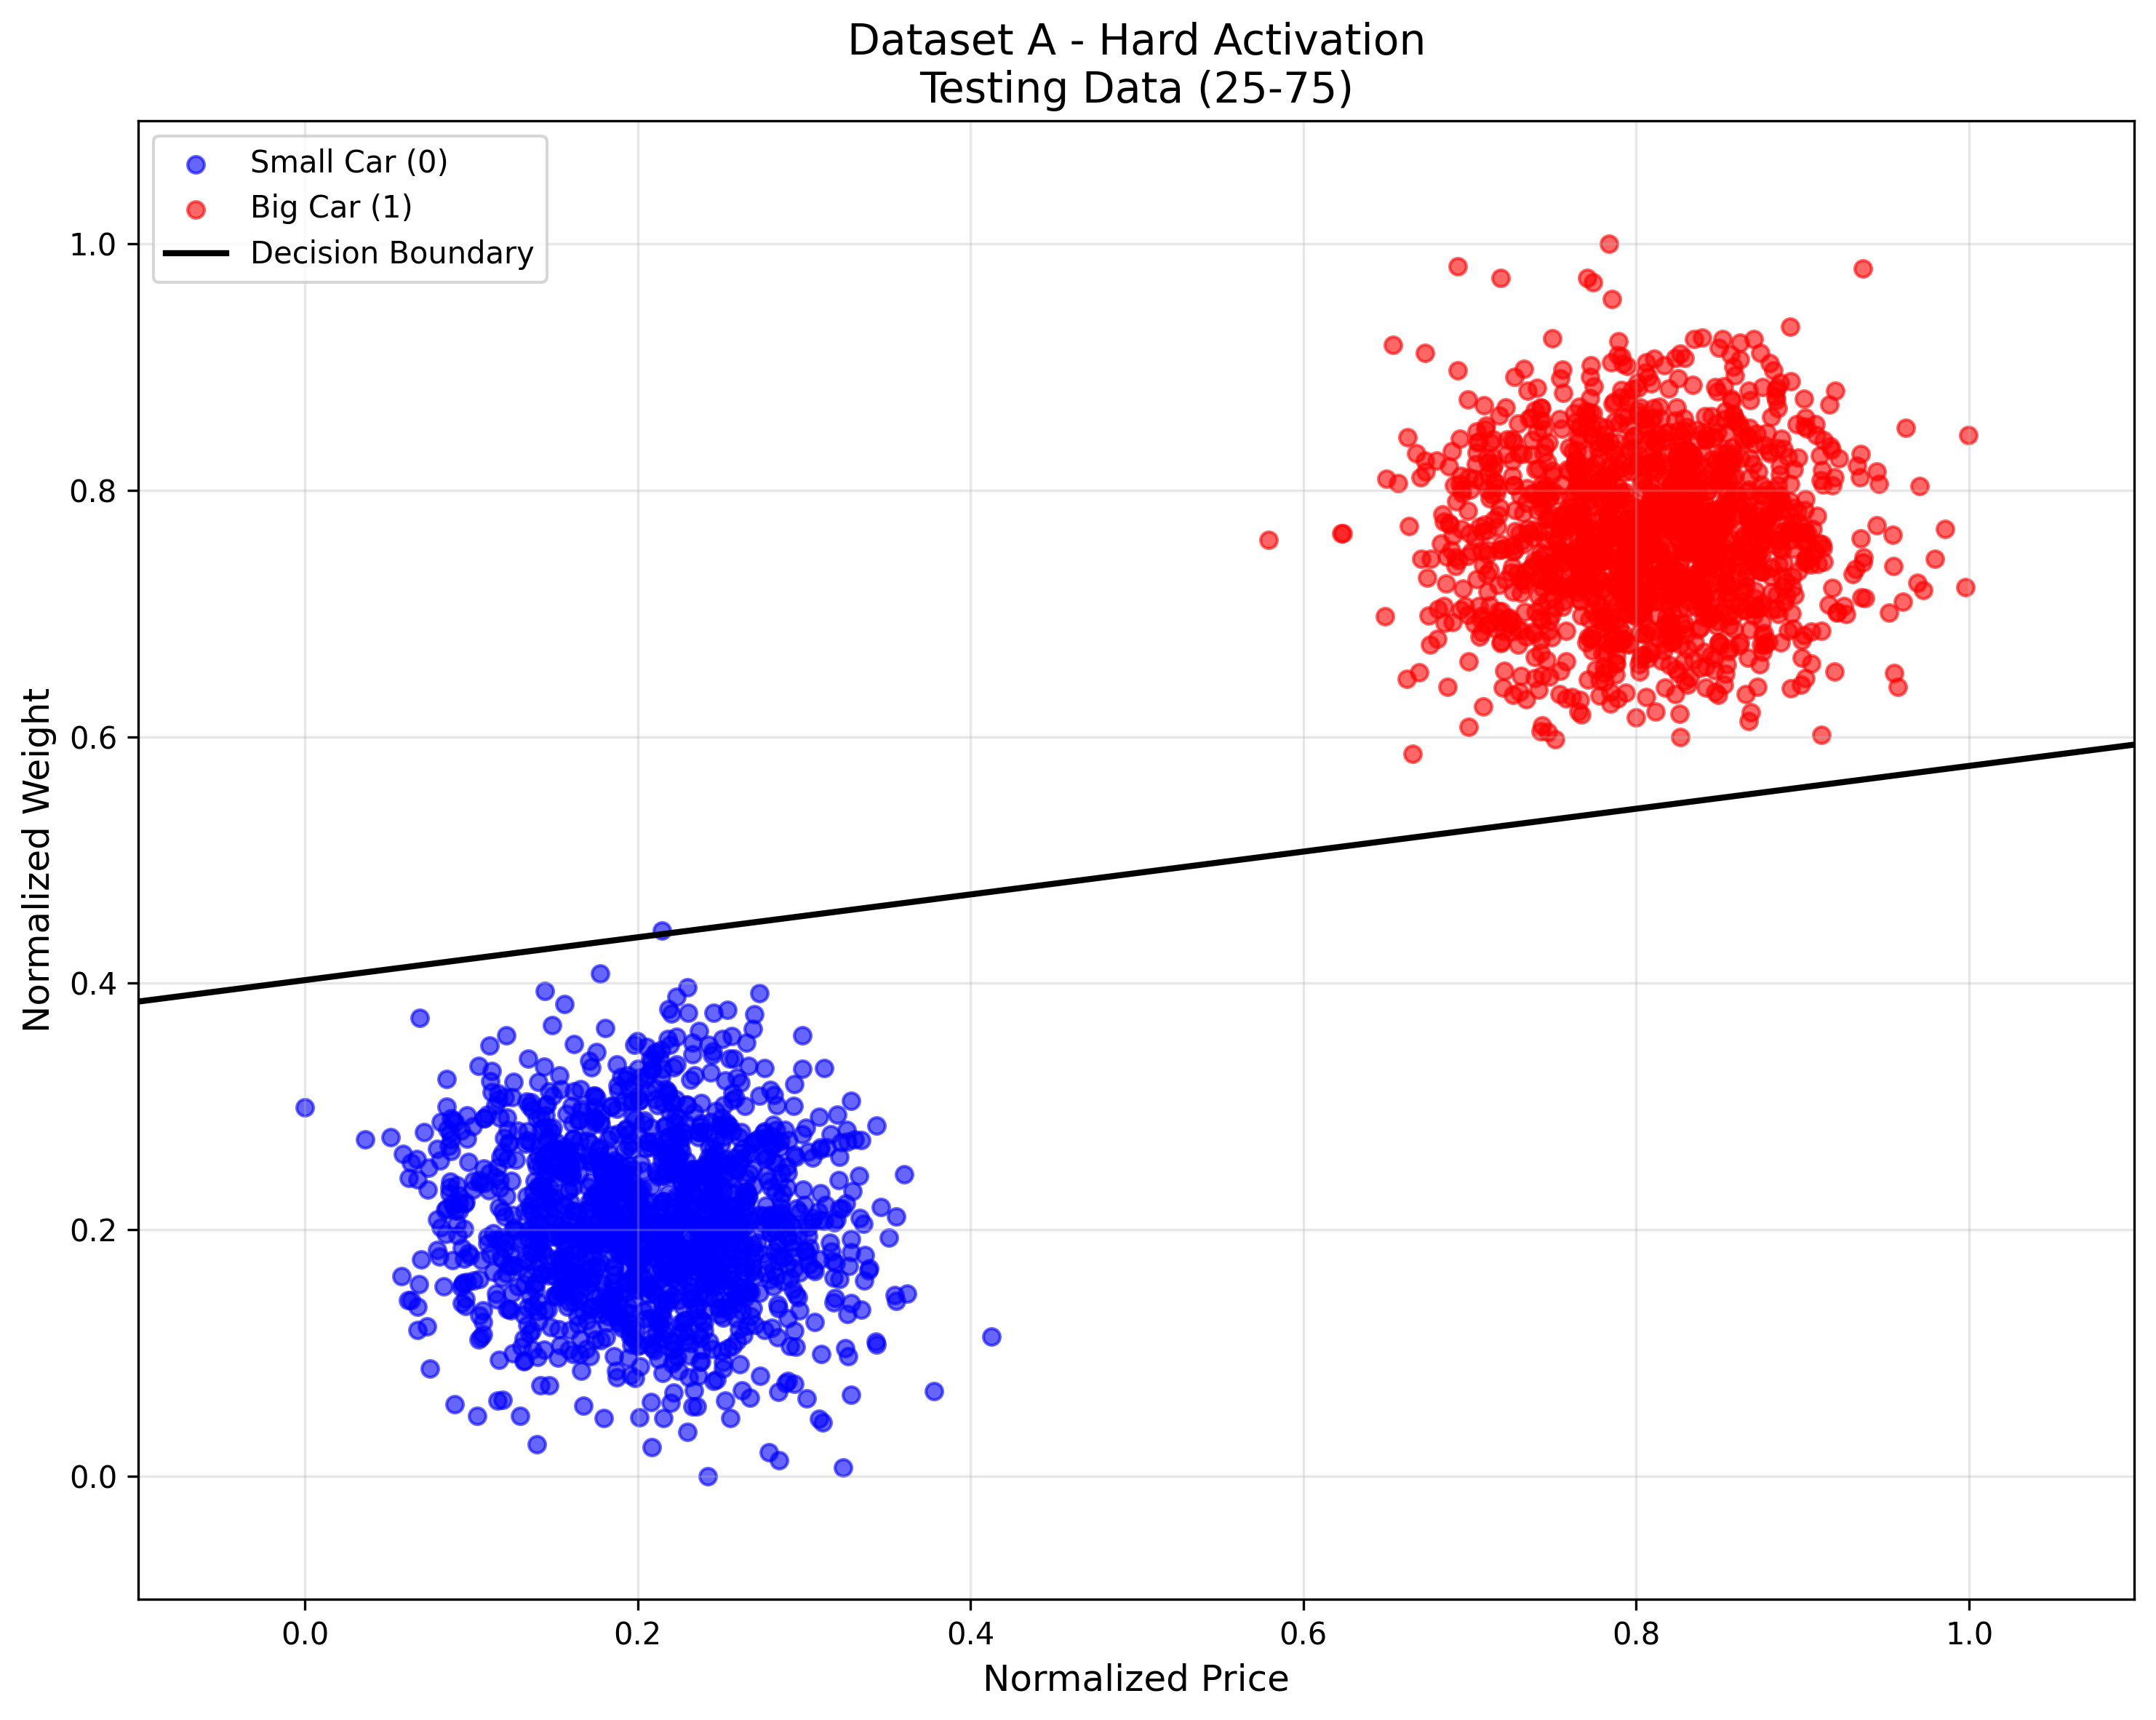 Dataset A - Hard Activation
Testing Data (25-75)
Small Car (0)
Big Car (1)
Decision Boundary
Normalized Weight
1.0
0.8
0.6
0.4
0.2
0.0
0.0 0.2 0.4 0.6 0.8 1.0
Normalized Price